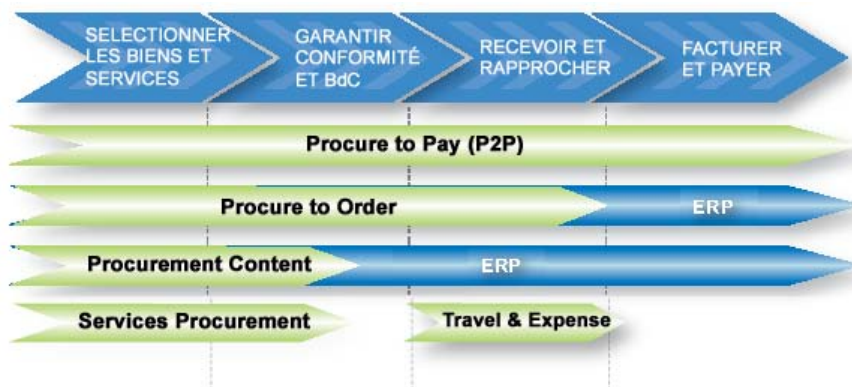 SELECTIONNER
LES BIENS ET
SERVICES
GARANTIR
CONFORMITÉ
ET BdC
RECEVOIR ET
RAPPROCHER
FACTURER
ET PAYER
Procure to Pay (P2P)
Procure to Order
ERP
Procurement Content
ERP
Services Procurement
Travel & Expense